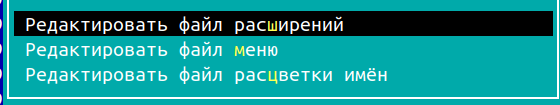 Редактировать файл расширений
Редактировать файл меню
Редактировать файл расцветки имён